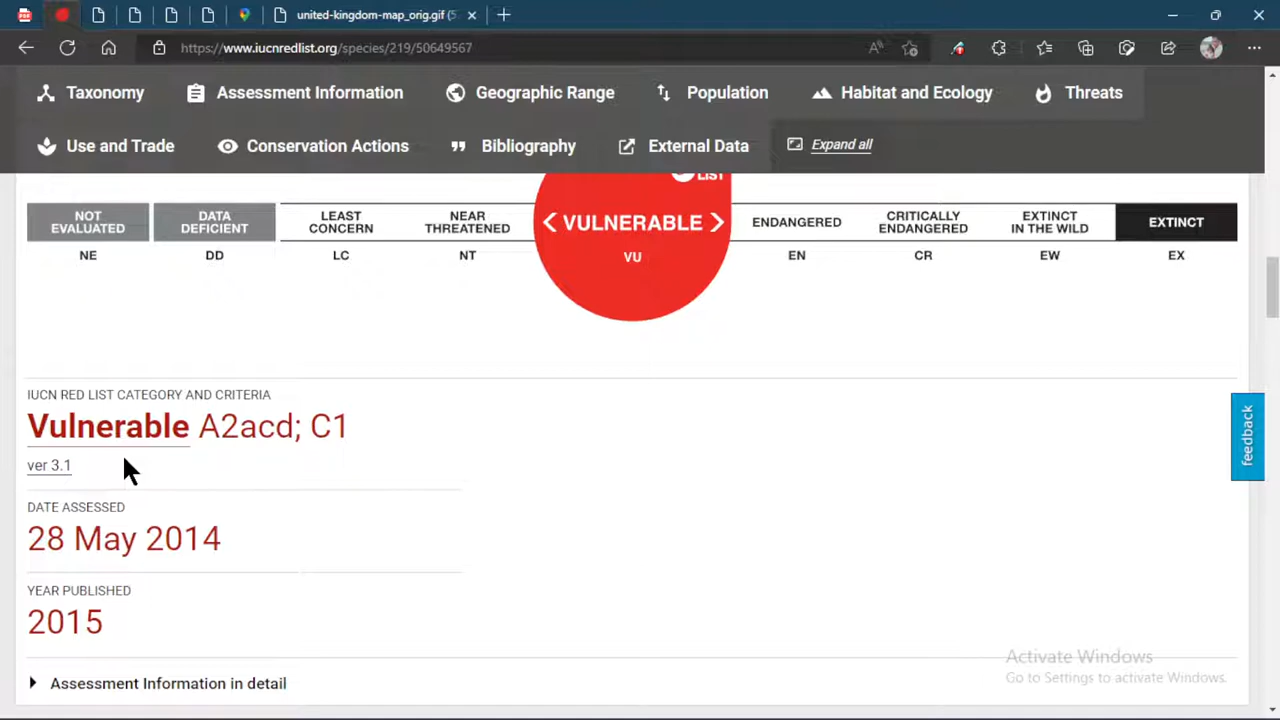 united-kingdom-map_orig.gif (5
https://www.iucnredlist.org/species/219/50649567
Taxonomy Assessment Information Geographic Range Population Habitat and Ecology Threats
Use and Trade Conservation Actions Bibliography External Data Expand all
LIST
NOT EVALUATED DATA DEFICIENT LEAST CONCERN NEAR THREATENED < VULNERABLE > ENDANGERED CRITICALLY ENDANGERED EXTINCT IN THE WILD EXTINCT
NE DD LC NT VU EN CR EW EX
IUCN RED LIST CATEGORY AND CRITERIA
Vulnerable A2acd; C1
feedback
ver 3.1
DATE ASSESSED
28 May 2014
YEAR PUBLISHED
2015
Activate Windows
Go to Settings to activate Windows.
Assessment Information in detail